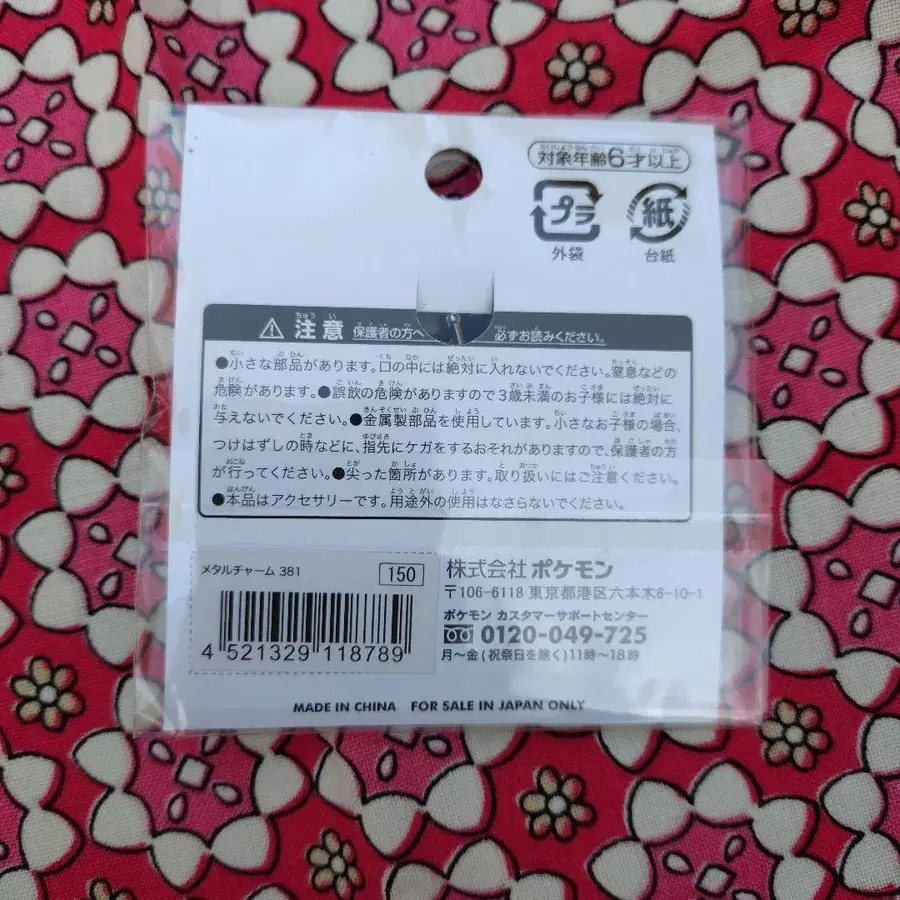 対象年齢6才以上
プラ
外袋
紙
台紙
注意 保護者の方へ 必ずお読みください。
●小さな部品があります。口の中には絶対に入れないでください。窒息などの
危険があります。●誤飲の危険がありますので3歳未満のお子様には絶対に
与えないでください。●金属製部品を使用しています。小さなお子様の場合、
つけはずしの時などに、指先にケガをするおそれがありますので、保護者の方
が行ってください。●尖った箇所があります。取り扱いにはご注意ください。
●本品はアクセサリーです。用途外の使用はなさらないでください。
メタルチャーム 381
150
4 521329 118789
株式会社 ポケモン
〒106-6118 東京都港区六本木6-10-1
ポケモン カスタマーサポートセンター
0120-049-725
月～金(祝祭日を除く)11時～18時
MADE IN CHINA FOR SALE IN JAPAN ONLY